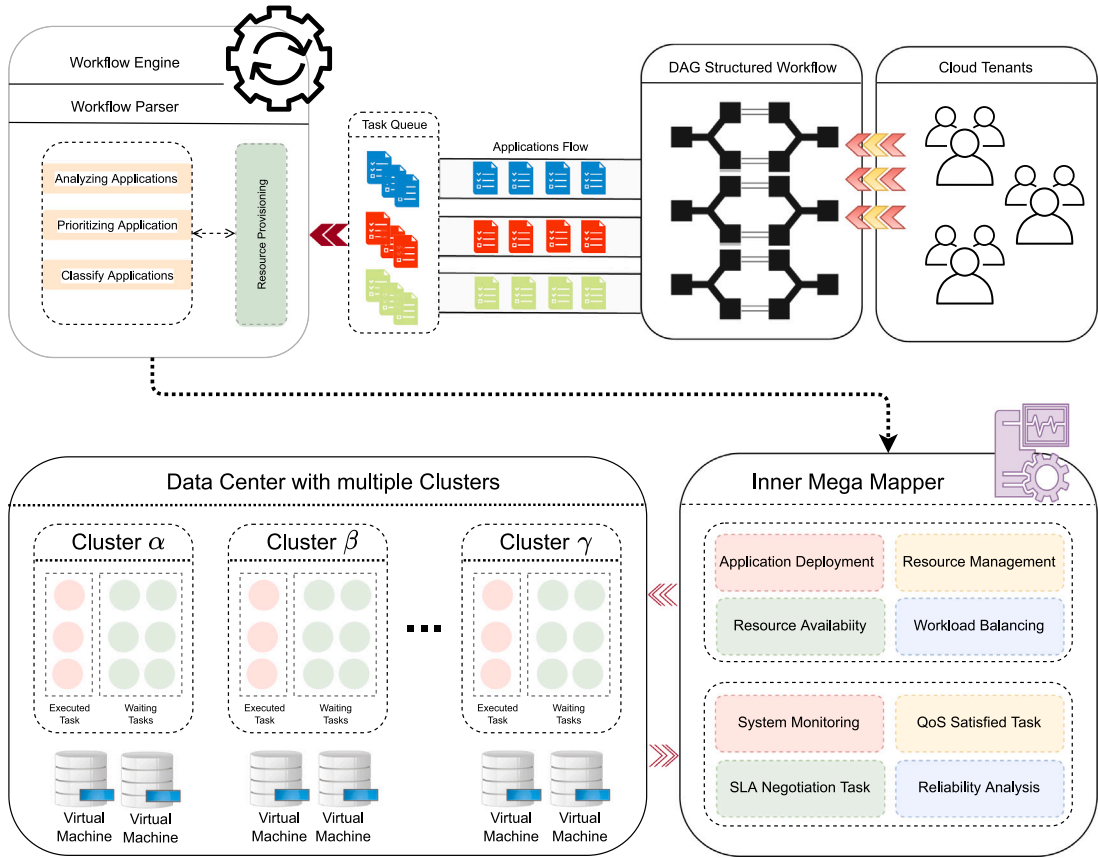 Workflow Engine
Workflow Parser
Analyzing Applications
Prioritizing Application
Classify Applications
Resource Provisioning
Task Queue
Applications Flow
DAG Structured Workflow
Cloud Tenants
Data Center with multiple Clusters
Cluster α
Executed
Task
Waiting
Tasks
Cluster β
Executed
Task
Waiting
Tasks
Cluster γ
Executed
Task
Waiting
Tasks
Virtual
Machine
Virtual
Machine
Virtual
Machine
Virtual
Machine
Virtual
Machine
Virtual
Machine
Inner Mega Mapper
Application Deployment
Resource Management
Resource Availabiity
Workload Balancing
System Monitoring
QoS Satisfied Task
SLA Negotiation Task
Reliability Analysis